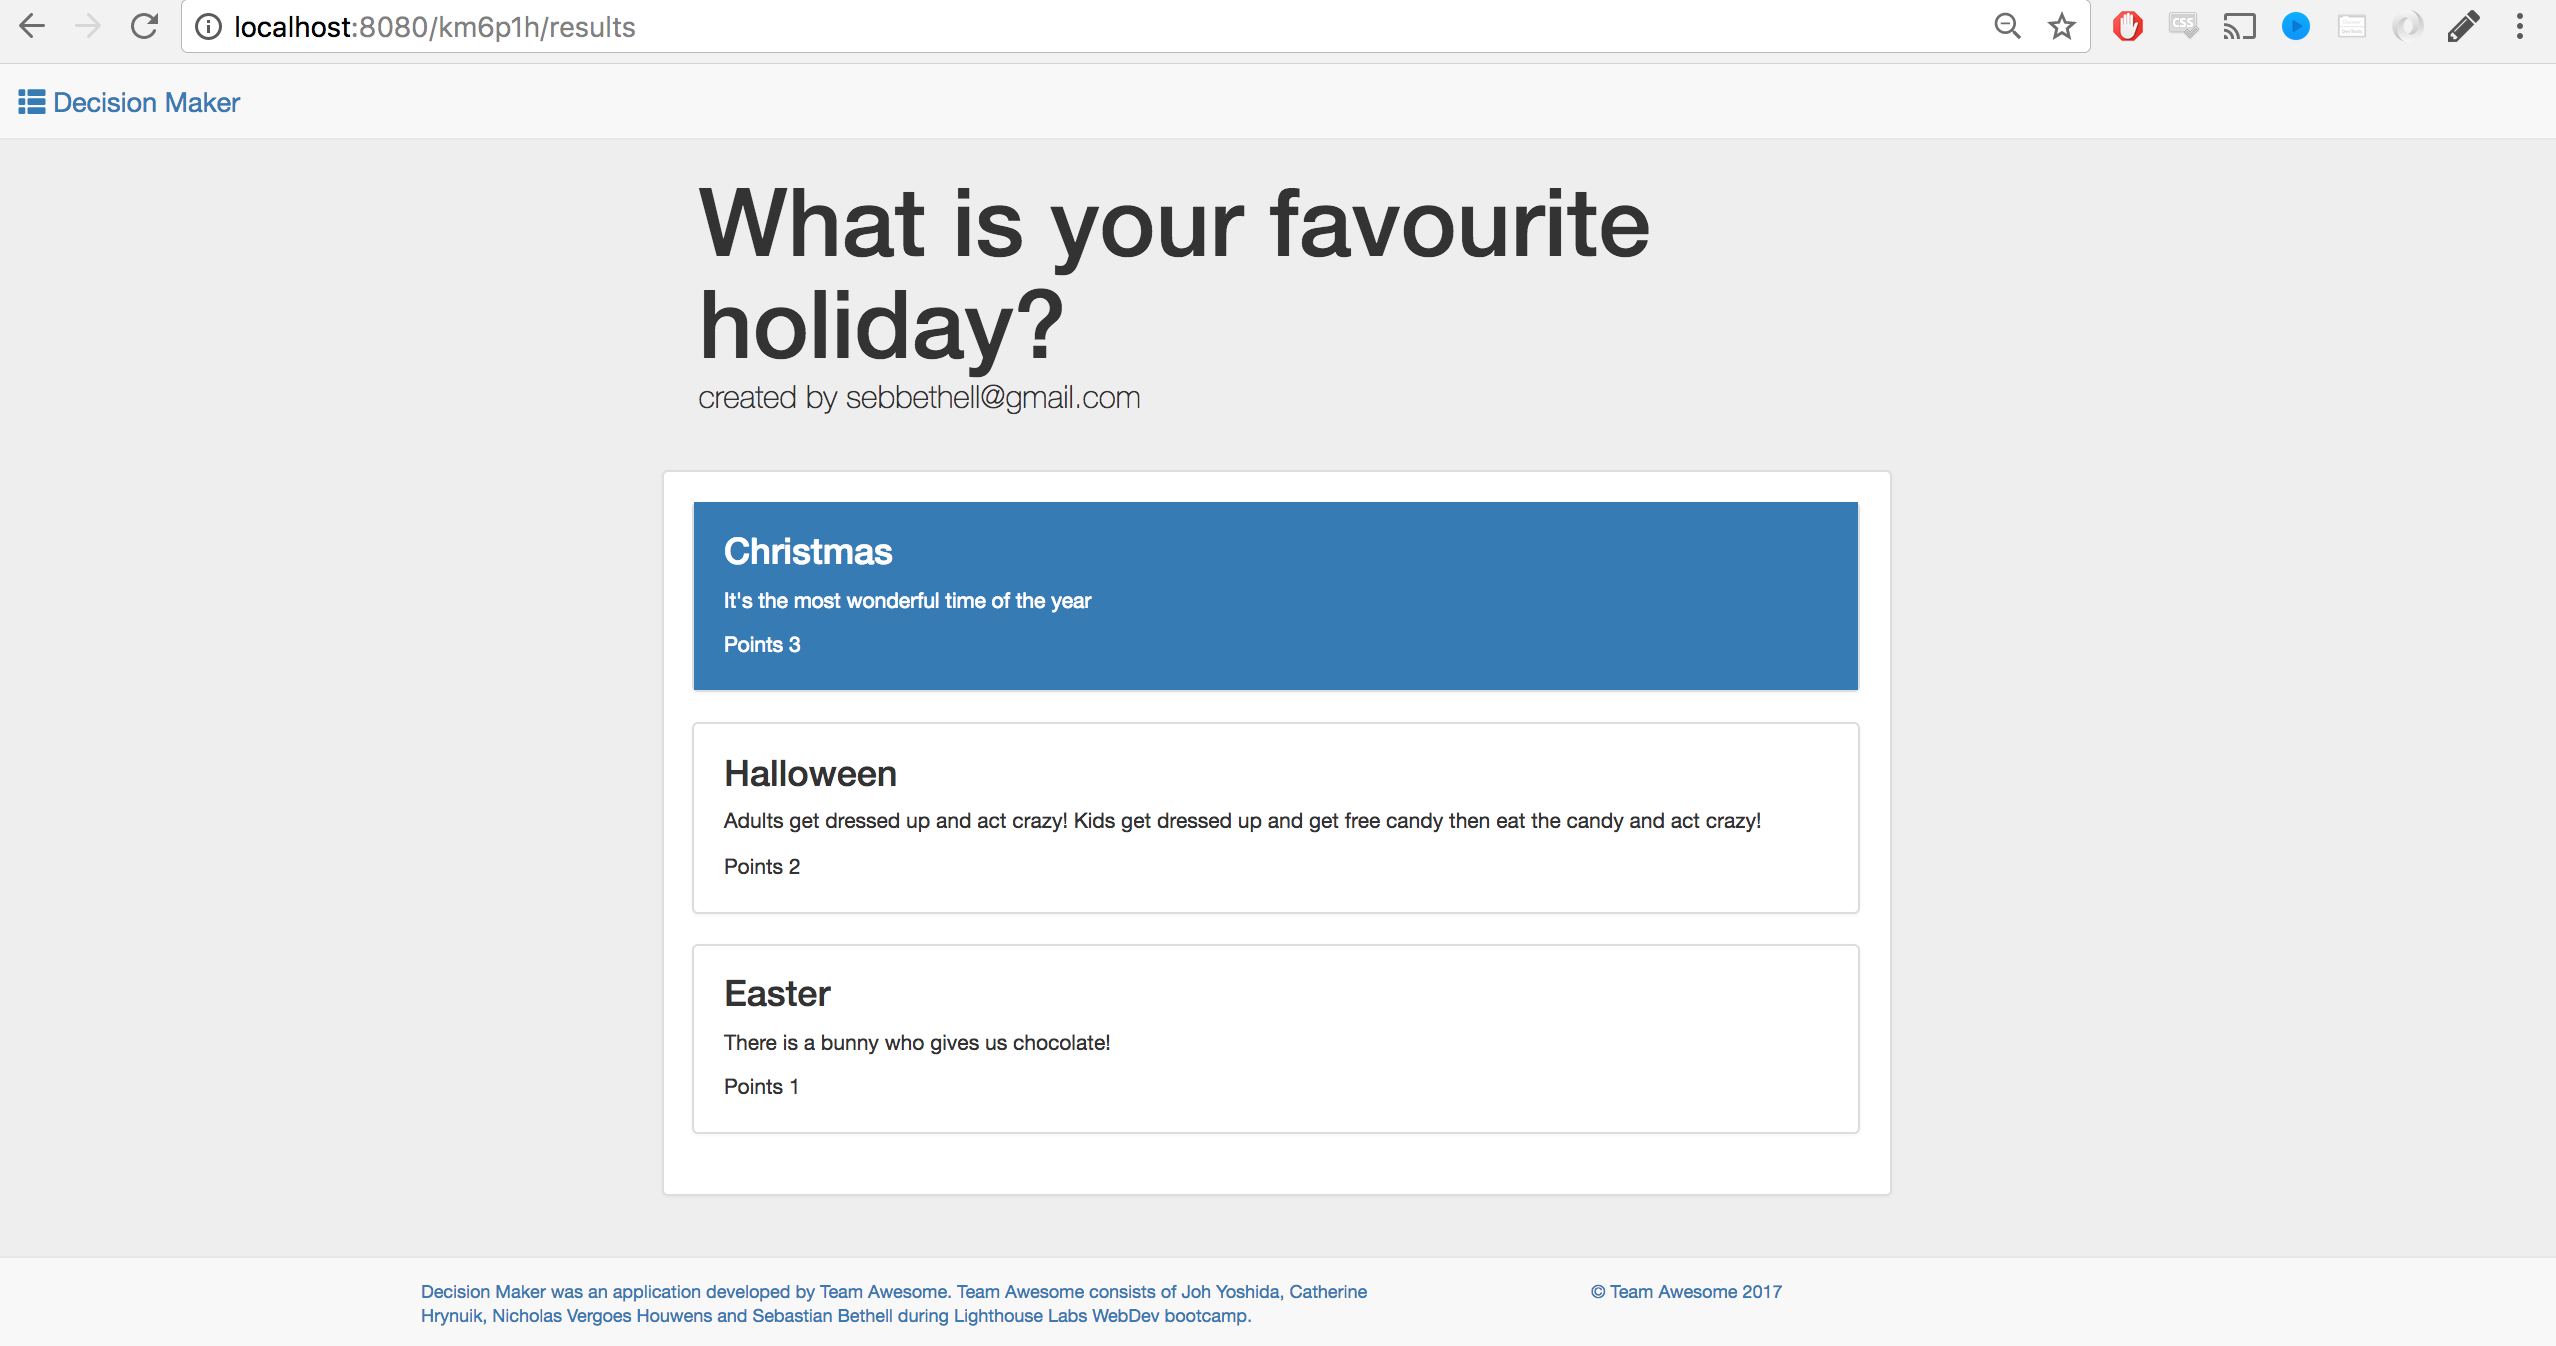 localhost:8080/km6p1h/results
CSS
Decision Maker
What is your favourite
holiday?
created by sebbethell@gmail.com
Christmas
It's the most wonderful time of the year
Points 3
Halloween
Adults get dressed up and act crazy! Kids get dressed up and get free candy then eat the candy and act crazy!
Points 2
Easter
There is a bunny who gives us chocolate!
Points 1
Decision Maker was an application developed by Team Awesome. Team Awesome consists of Joh Yoshida, Catherine
Hrynuik, Nicholas Vergoes Houwens and Sebastian Bethell during Lighthouse Labs WebDev bootcamp.
© Team Awesome 2017